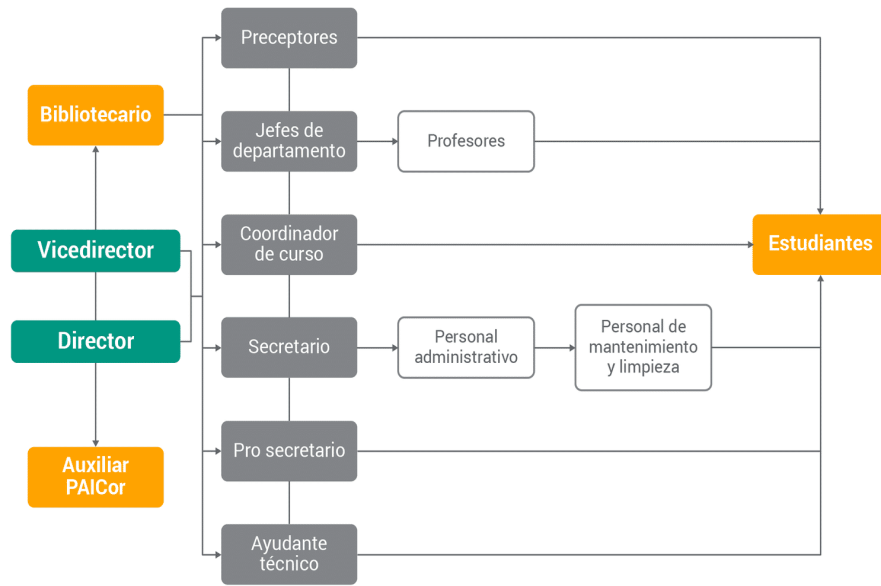 Preceptores
Bibliotecario
Jefes de
departamento
Profesores
Vicedirector
Coordinador
de curso
Estudiantes
Director
Secretario
Personal
administrativo
Personal de
mantenimiento
y limpieza
Auxiliar
PAICor
Pro secretario
Ayudante
técnico